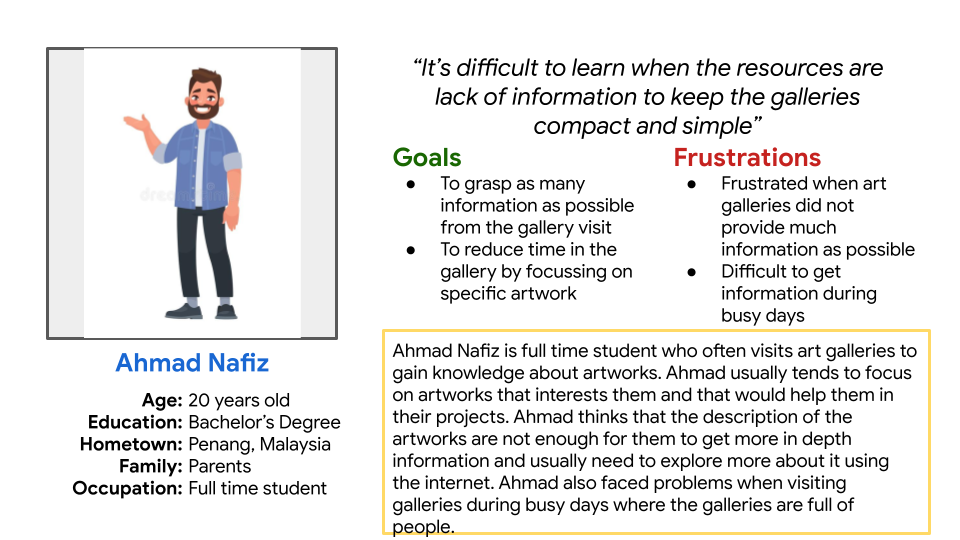 “It’s difficult to learn when the resources are
lack of information to keep the galleries
compact and simple”
Goals
● To grasp as many
information as possible
from the gallery visit
● To reduce time in the
gallery by focussing on
specific artwork
Frustrations
● Frustrated when art
galleries did not
provide much
information as possible
● Difficult to get
information during
busy days
Ahmad Nafiz
Age: 20 years old
Education: Bachelor’s Degree
Hometown: Penang, Malaysia
Family: Parents
Occupation: Full time student
Ahmad Nafiz is full time student who often visits art galleries to
gain knowledge about artworks. Ahmad usually tends to focus
on artworks that interests them and that would help them in
their projects. Ahmad thinks that the description of the
artworks are not enough for them to get more in depth
information and usually need to explore more about it using
the internet. Ahmad also faced problems when visiting
galleries during busy days where the galleries are full of
people.